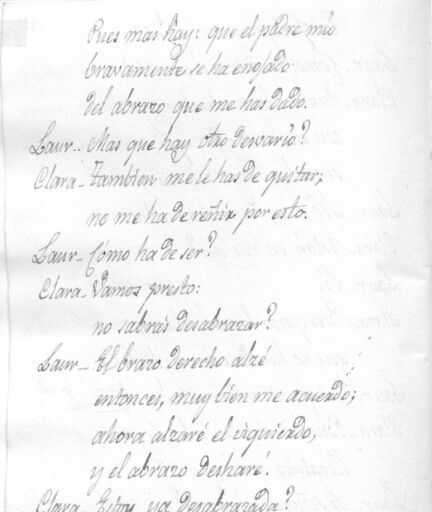 Pues mas hay: que el padre mio
bravamente se ha enojado
del abrazo que me has dado.
Laur.. Mas que hay otro desvario?
Clara - Tambien me le has de quitar;
no me ha de reñir por esto.
Laur - Cómo ha de ser?
Clara - Vamos presto:
no sabrás desabrazar?
Laur - El brazo derecho alzé
entonces, muy bien me acuerdo;
ahora alzaré el izquierdo,
y el abrazo desharé.
Clara - Estoy ya desabrazada?